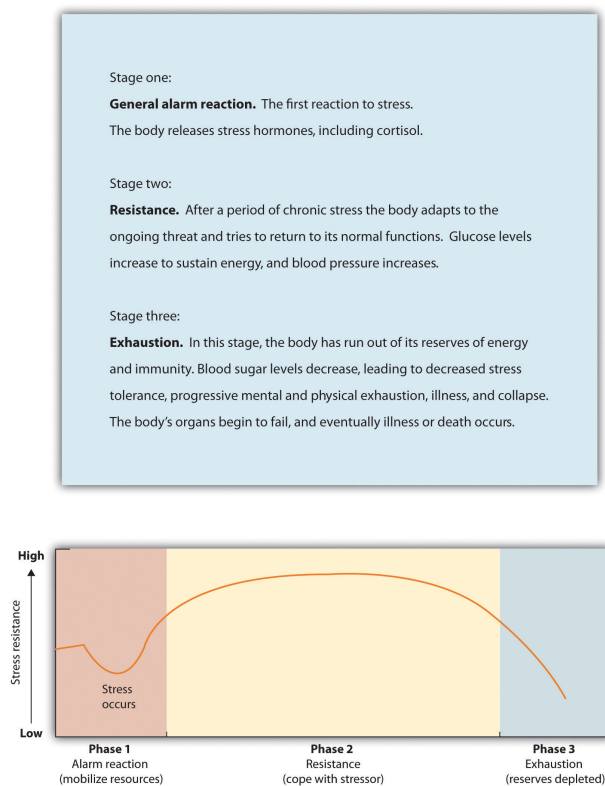 Stage one:
General alarm reaction. The first reaction to stress.
The body releases stress hormones, including cortisol.
Stage two:
Resistance. After a period of chronic stress the body adapts to the
ongoing threat and tries to return to its normal functions. Glucose levels
increase to sustain energy, and blood pressure increases.
Stage three:
Exhaustion. In this stage, the body has run out of its reserves of energy
and immunity. Blood sugar levels decrease, leading to decreased stress
tolerance, progressive mental and physical exhaustion, illness, and collapse.
The body's organs begin to fail, and eventually illness or death occurs.
High
Stress resistance
Low
Stress
occurs
Phase 1
Alarm reaction
(mobilize resources)
Phase 2
Resistance
(cope with stressor)
Phase 3
Exhaustion
(reserves depleted)